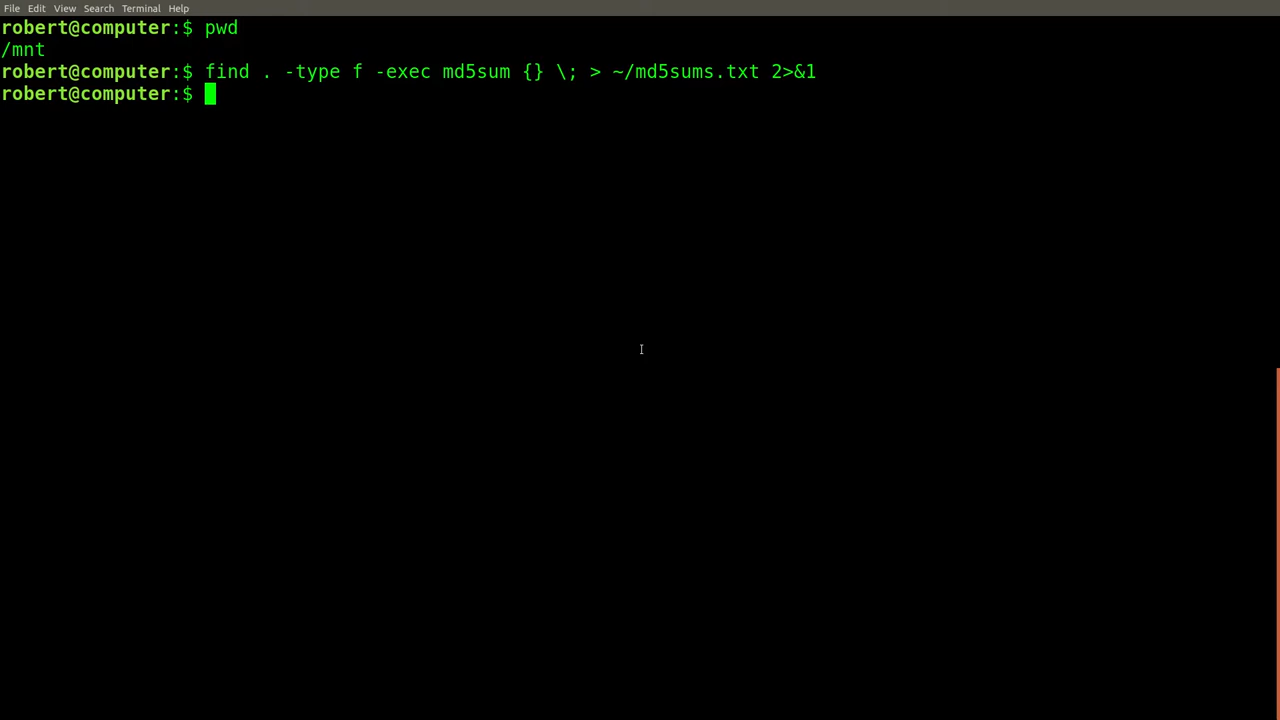 File Edit View Search Terminal Help
robert@computer:$ pwd
/mnt
robert@computer:$ find . -type f -exec md5sum {} \; > ~/md5sums.txt 2>&1
robert@computer:$